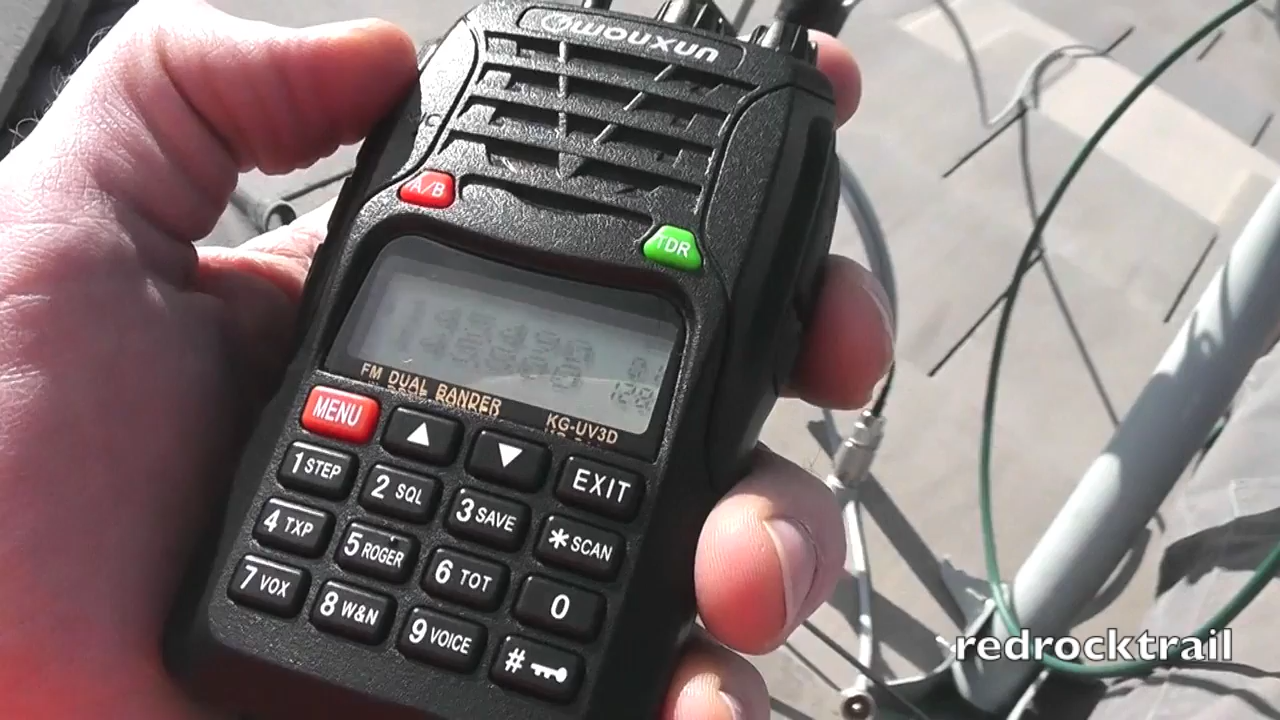 WOUXUN
A/B
TDR
128
FM DUAL BANDER
KG-UV3D
MENU
▲
▼
EXIT
1 STEP
2 SQL
3 SAVE
*SCAN
4 TXP
5 ROGER
6 TOT
0
7 VOX
8 W&N
9 VOICE
#
redrocktrail